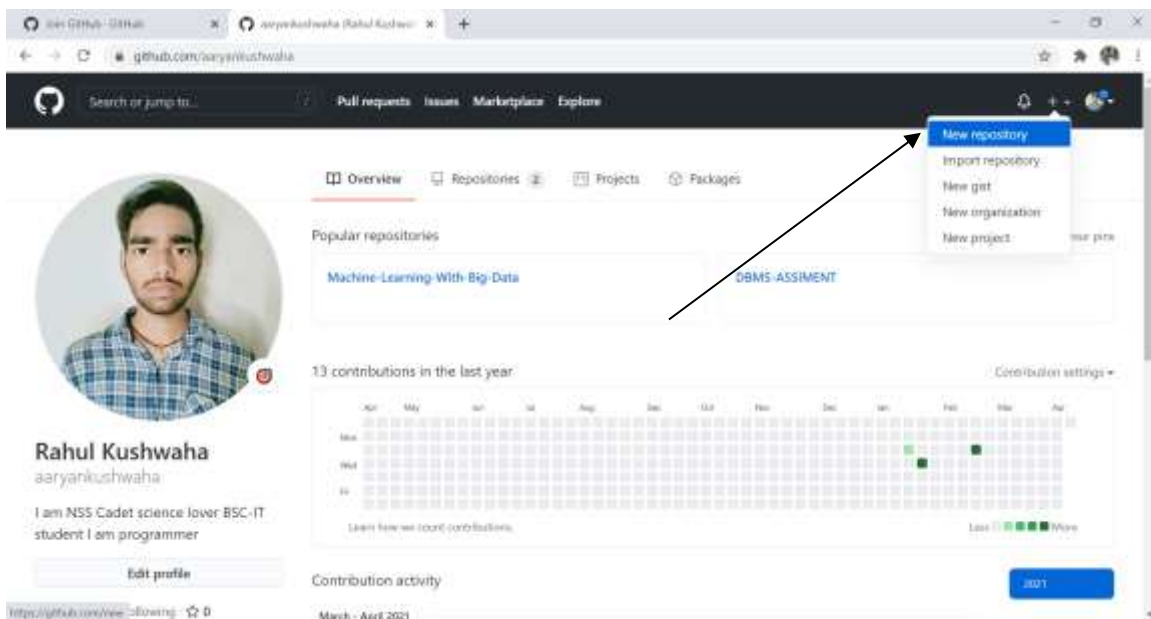 Join GitHub · GitHub
aaryankushwaha (Rahul Kushwah
github.com/aaryankushwaha
Search or jump to...
/
Pull requests Issues Marketplace Explore
New repository
Import repository
New gist
New organization
New project
Overview
Repositories 2
Projects
Packages
Popular repositories
your pins
Machine-Learning-With-Big-Data
DBMS-ASSIMENT
13 contributions in the last year
Contribution settings
Apr May Jun Jul Aug Sep Oct Nov Dec Jan Feb Mar Apr
Mon
Wed
Fri
Learn how we count contributions.
Less More
Rahul Kushwaha
aaryankushwaha
I am NSS Cadet science lover BSC-IT
student I am programmer
Edit profile
Contribution activity
2021
https://github.com/new
ollowing · 0
March - April 2021